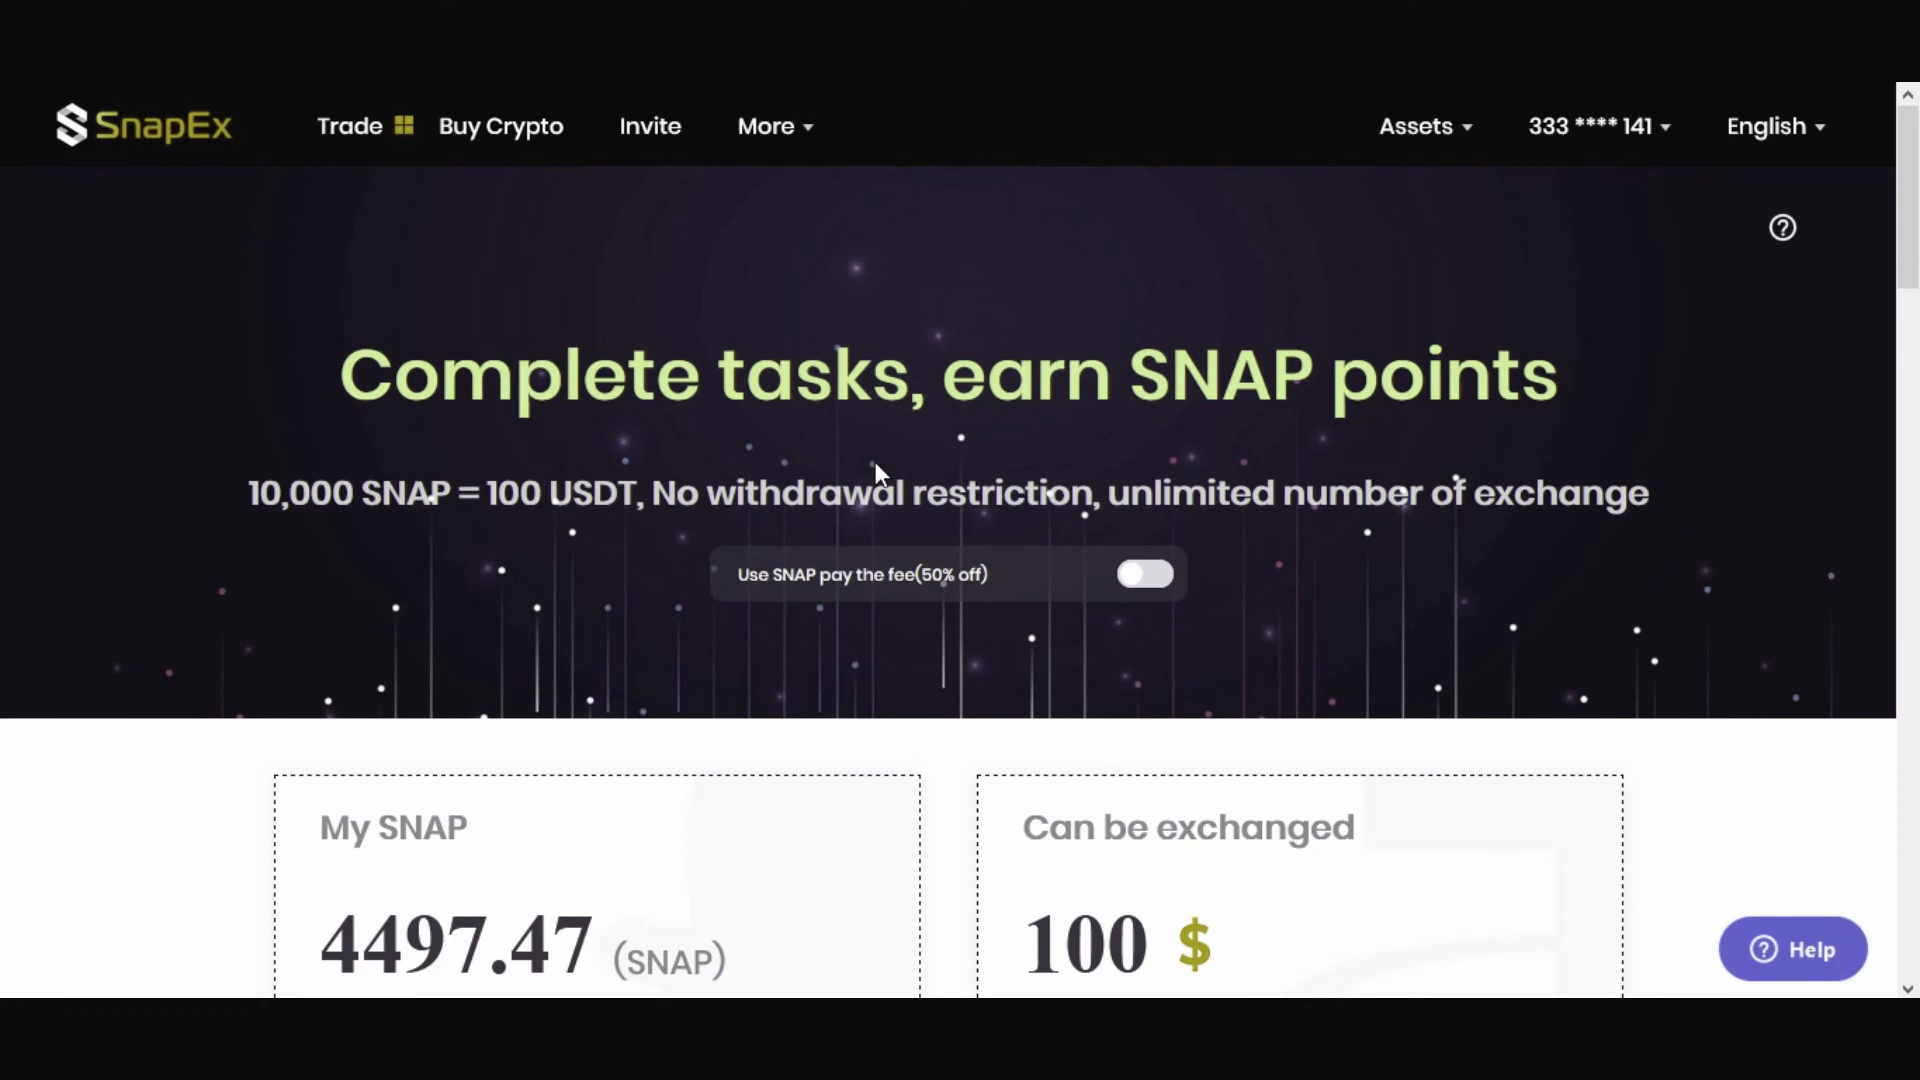 SnapEx Trade Buy Crypto Invite More Assets 333 **** 141 English
Complete tasks, earn SNAP points
10,000 SNAP = 100 USDT, No withdrawal restriction, unlimited number of exchange
Use SNAP pay the fee(50% off)
My SNAP
4497.47 (SNAP)
Can be exchanged
100 $
Help